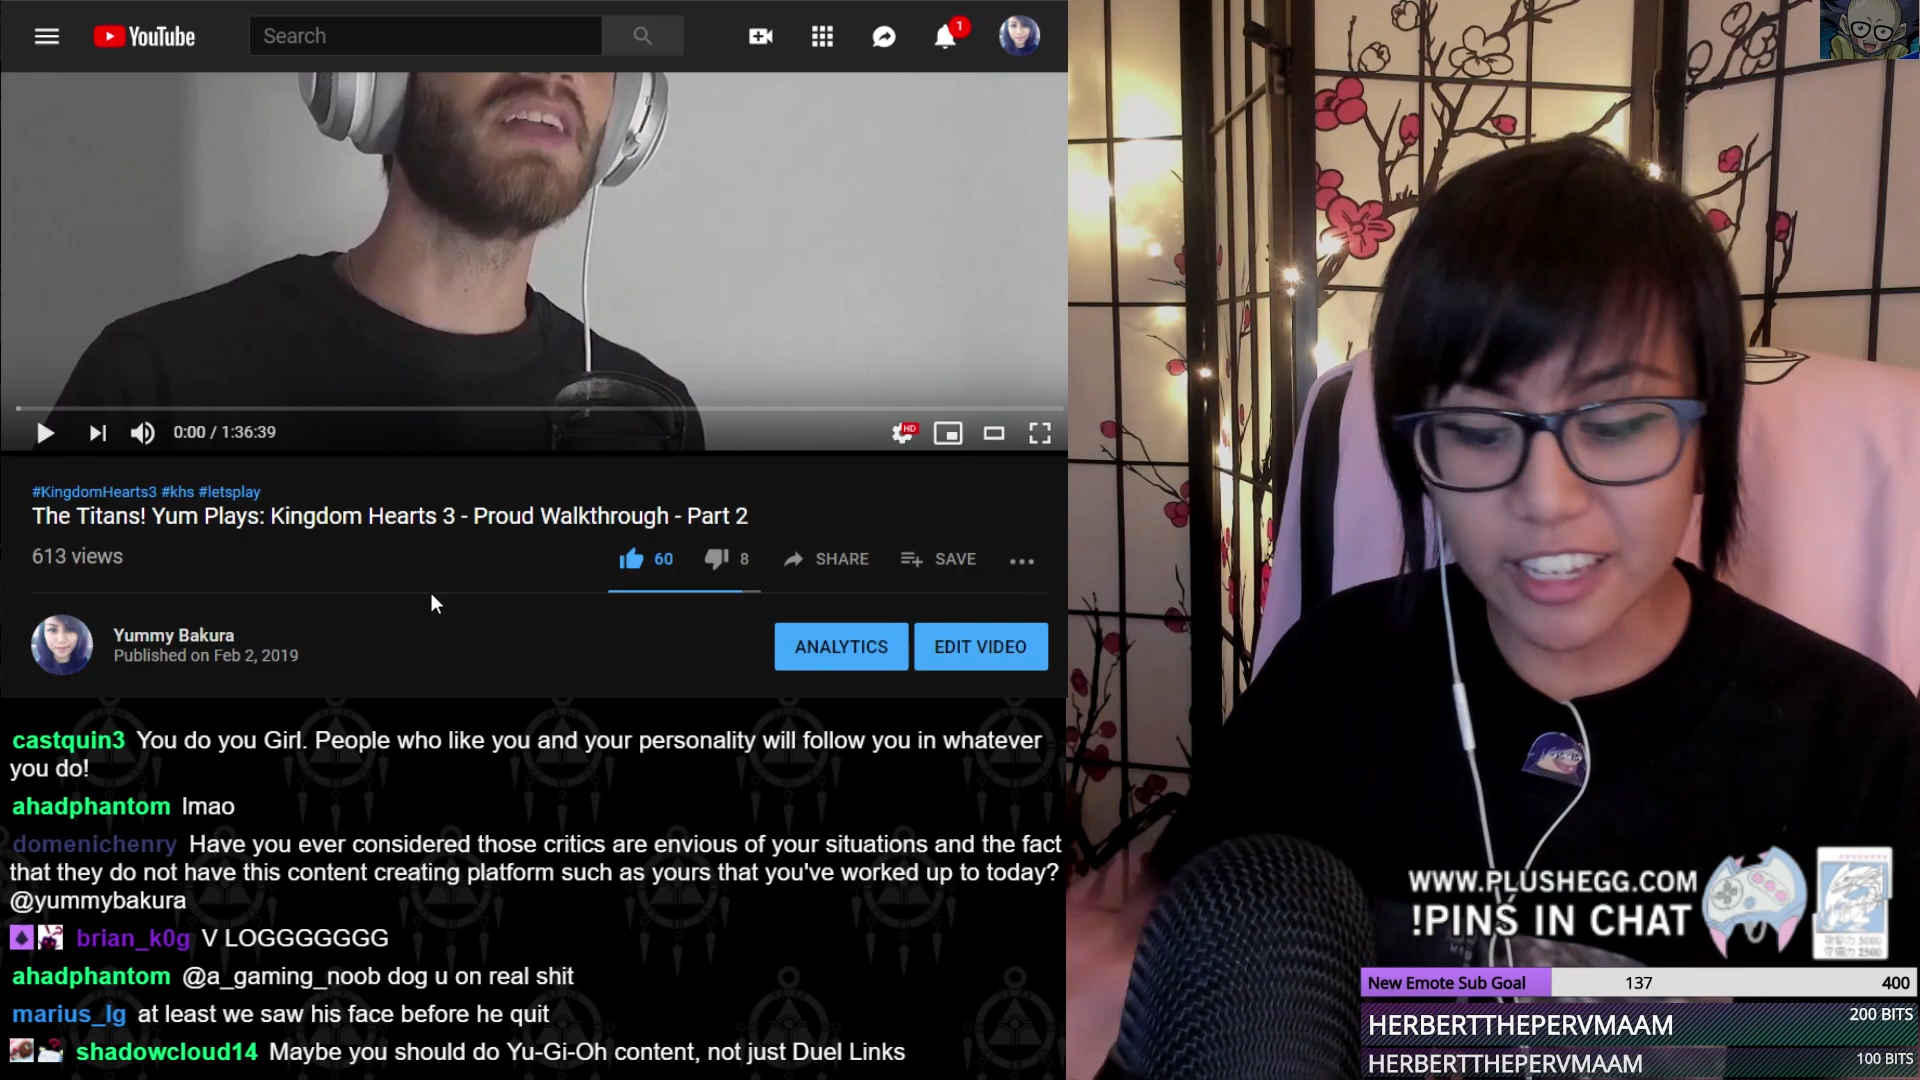 YouTube
Search
1
0:00 / 1:36:39
HD
#KingdomHearts3 #khs #letsplay
The Titans! Yum Plays: Kingdom Hearts 3 - Proud Walkthrough - Part 2
613 views
60
8
SHARE
SAVE
Yummy Bakura
Published on Feb 2, 2019
ANALYTICS
EDIT VIDEO
castquin3 You do you Girl. People who like you and your personality will follow you in whatever
you do!
ahadphantom lmao
domenichenry Have you ever considered those critics are envious of your situations and the fact
that they do not have this content creating platform such as yours that you've worked up to today?
@yummybakura
brian_k0g V LOGGGGGGG
ahadphantom @a_gaming_noob dog u on real shit
marius_lg at least we saw his face before he quit
shadowcloud14 Maybe you should do Yu-Gi-Oh content, not just Duel Links
WWW.PLUSHEGG.COM
!PINS IN CHAT
New Emote Sub Goal 137 400
HERBERTTHEPERVMAAM 200 BITS
HERBERTTHEPERVMAAM 100 BITS